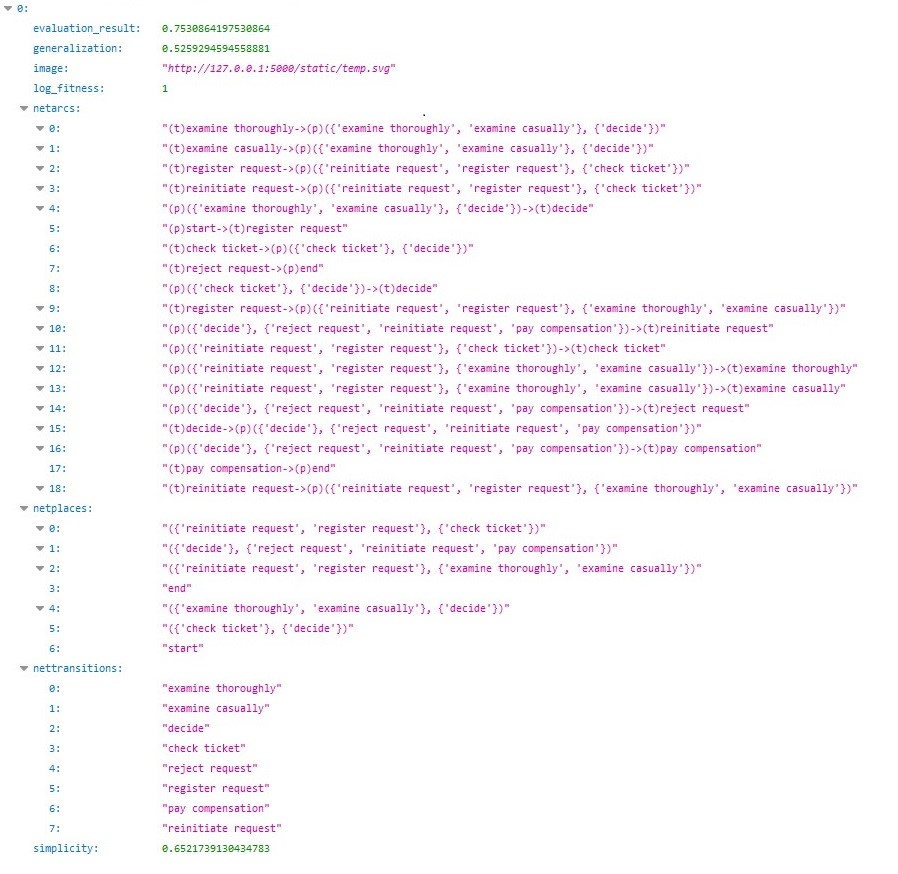 0:
evaluation_result: 0.7530864197530864
generalization: 0.5259294594558881
image: "http://127.0.0.1:5000/static/temp.svg"
log_fitness: 1
netarcs:
0: "(t)examine thoroughly->(p)({'examine thoroughly', 'examine casually'}, {'decide'})"
1: "(t)examine casually->(p)({'examine thoroughly', 'examine casually'}, {'decide'})"
2: "(t)register request->(p)({'reinitiate request', 'register request'}, {'check ticket'})"
3: "(t)reinitiate request->(p)({'reinitiate request', 'register request'}, {'check ticket'})"
4: "(p)({'examine thoroughly', 'examine casually'}, {'decide'})->(t)decide"
5: "(p)start->(t)register request"
6: "(t)check ticket->(p)({'check ticket'}, {'decide'})"
7: "(t)reject request->(p)end"
8: "(p)({'check ticket'}, {'decide'})->(t)decide"
9: "(t)register request->(p)({'reinitiate request', 'register request'}, {'examine thoroughly', 'examine casually'})"
10: "(p)({'decide'}, {'reject request', 'reinitiate request', 'pay compensation'})->(t)reinitiate request"
11: "(p)({'reinitiate request', 'register request'}, {'check ticket'})->(t)check ticket"
12: "(p)({'reinitiate request', 'register request'}, {'examine thoroughly', 'examine casually'})->(t)examine thoroughly"
13: "(p)({'reinitiate request', 'register request'}, {'examine thoroughly', 'examine casually'})->(t)examine casually"
14: "(p)({'decide'}, {'reject request', 'reinitiate request', 'pay compensation'})->(t)reject request"
15: "(t)decide->(p)({'decide'}, {'reject request', 'reinitiate request', 'pay compensation'})"
16: "(p)({'decide'}, {'reject request', 'reinitiate request', 'pay compensation'})->(t)pay compensation"
17: "(t)pay compensation->(p)end"
18: "(t)reinitiate request->(p)({'reinitiate request', 'register request'}, {'examine thoroughly', 'examine casually'})"
netplaces:
0: "({'reinitiate request', 'register request'}, {'check ticket'})"
1: "({'decide'}, {'reject request', 'reinitiate request', 'pay compensation'})"
2: "({'reinitiate request', 'register request'}, {'examine thoroughly', 'examine casually'})"
3: "end"
4: "({'examine thoroughly', 'examine casually'}, {'decide'})"
5: "({'check ticket'}, {'decide'})"
6: "start"
nettransitions:
0: "examine thoroughly"
1: "examine casually"
2: "decide"
3: "check ticket"
4: "reject request"
5: "register request"
6: "pay compensation"
7: "reinitiate request"
simplicity: 0.6521739130434783